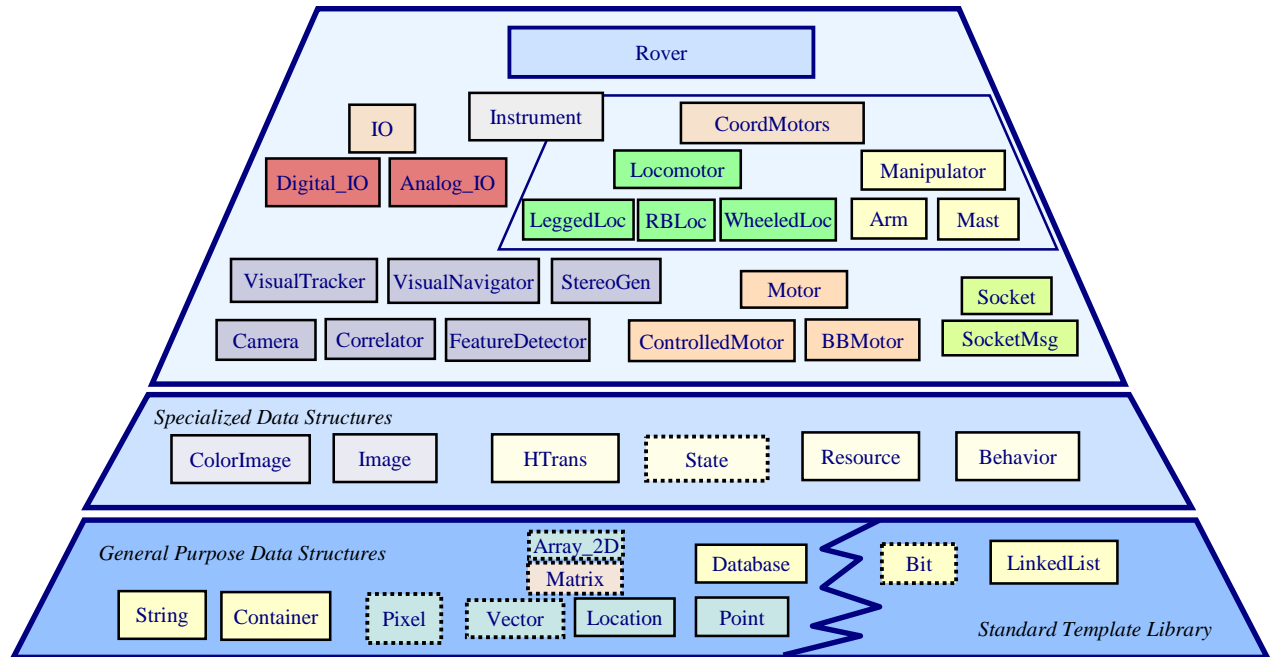 Rover
Instrument
CoordMotors
IO
Locomotor
Manipulator
Digital_IO
Analog_IO
LeggedLoc
RBLoc
WheeledLoc
Arm
Mast
VisualTracker
VisualNavigator
StereoGen
Motor
Socket
Camera
Correlator
FeatureDetector
ControlledMotor
BBMotor
SocketMsg
Specialized Data Structures
ColorImage
Image
HTrans
State
Resource
Behavior
General Purpose Data Structures
Array_2D
Matrix
Database
Bit
LinkedList
String
Container
Pixel
Vector
Location
Point
Standard Template Library